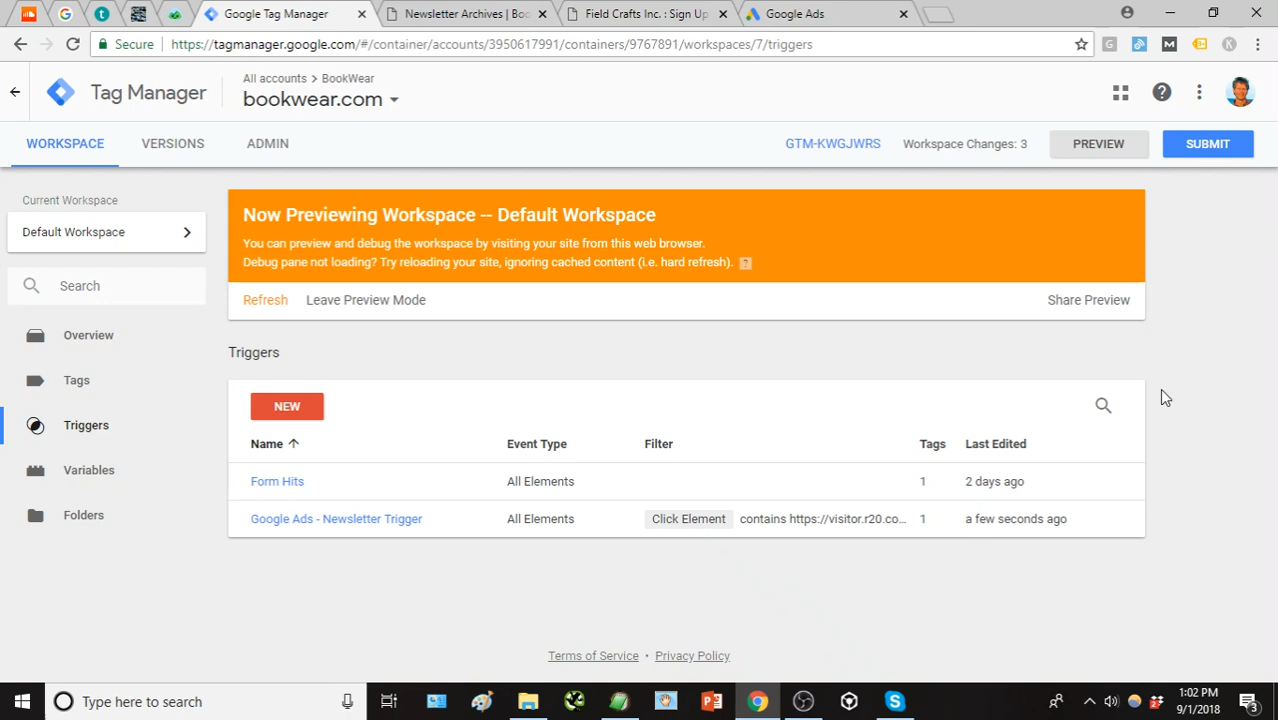 Google Tag Manager
Newsletter Archives | Boo
Field Crafts Inc. : Sign Up
Google Ads
Secure
https://tagmanager.google.com/#/container/accounts/3950617991/containers/9767891/workspaces/7/triggers
Tag Manager
All accounts > BookWear
bookwear.com
WORKSPACE
VERSIONS
ADMIN
GTM-KWGJWRS
Workspace Changes: 3
PREVIEW
SUBMIT
Current Workspace
Default Workspace
Search
Overview
Tags
Triggers
Variables
Folders
Now Previewing Workspace -- Default Workspace
You can preview and debug the workspace by visiting your site from this web browser.
Debug pane not loading? Try reloading your site, ignoring cached content (i.e. hard refresh). ?
Refresh
Leave Preview Mode
Share Preview
Triggers
NEW
Name
Event Type
Filter
Tags
Last Edited
Form Hits
All Elements
1
2 days ago
Google Ads - Newsletter Trigger
All Elements
Click Element
contains https://visitor.r20.co...
1
a few seconds ago
Terms of Service • Privacy Policy
Type here to search
1:02 PM
9/1/2018
3